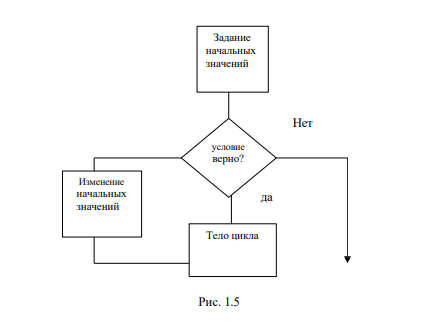 Задание
начальных
значений
Нет
условие
верно?
Изменение
начальных
значений
да
Тело цикла
Рис. 1.5